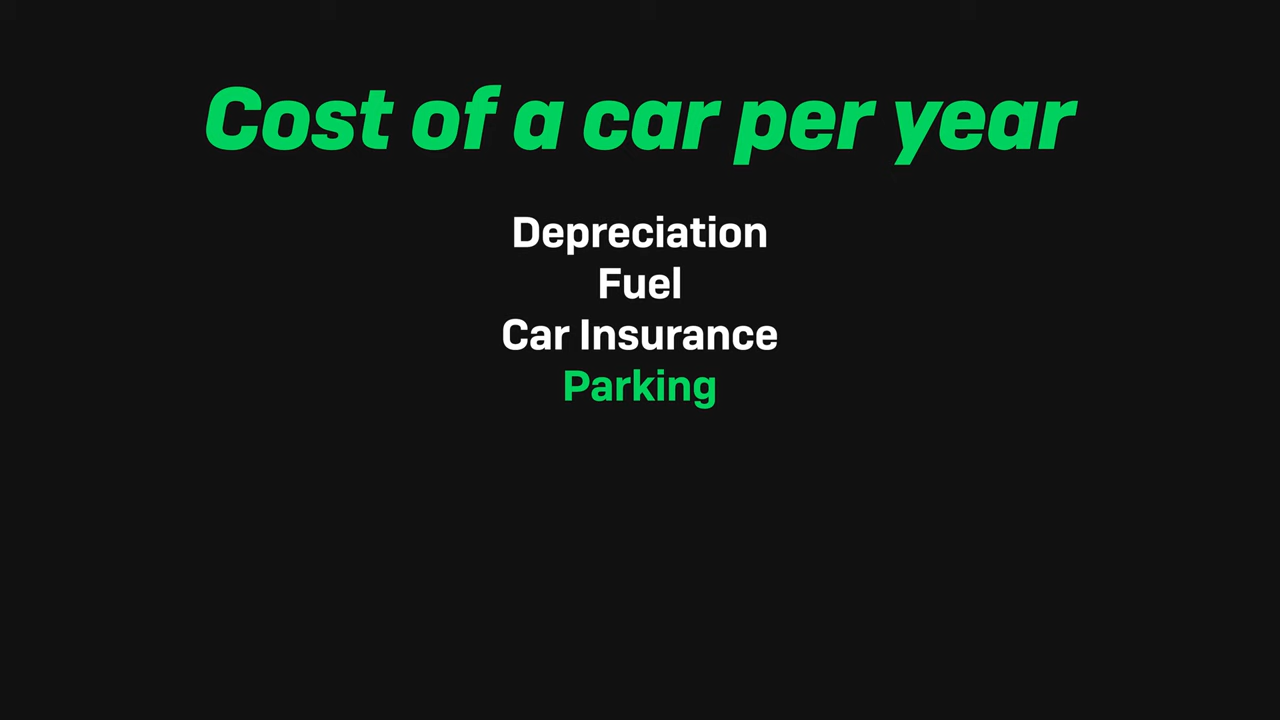 Cost of a car per year
Depreciation
Fuel
Car Insurance
Parking